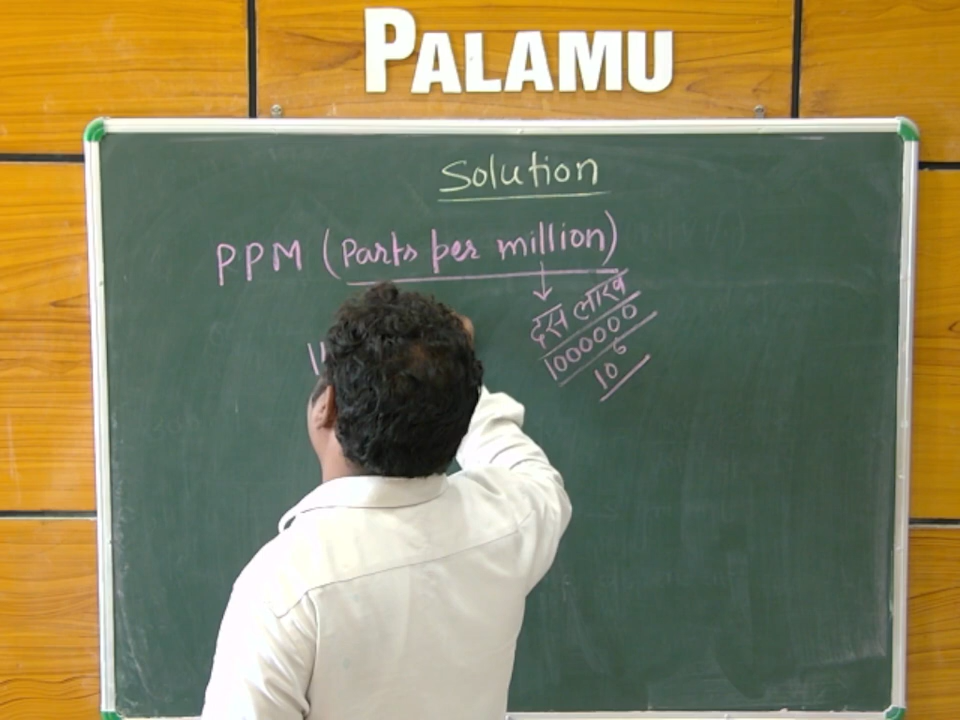 PALAMU
Solution
PPM (Parts per million)
दस लाख
1000000
10⁶